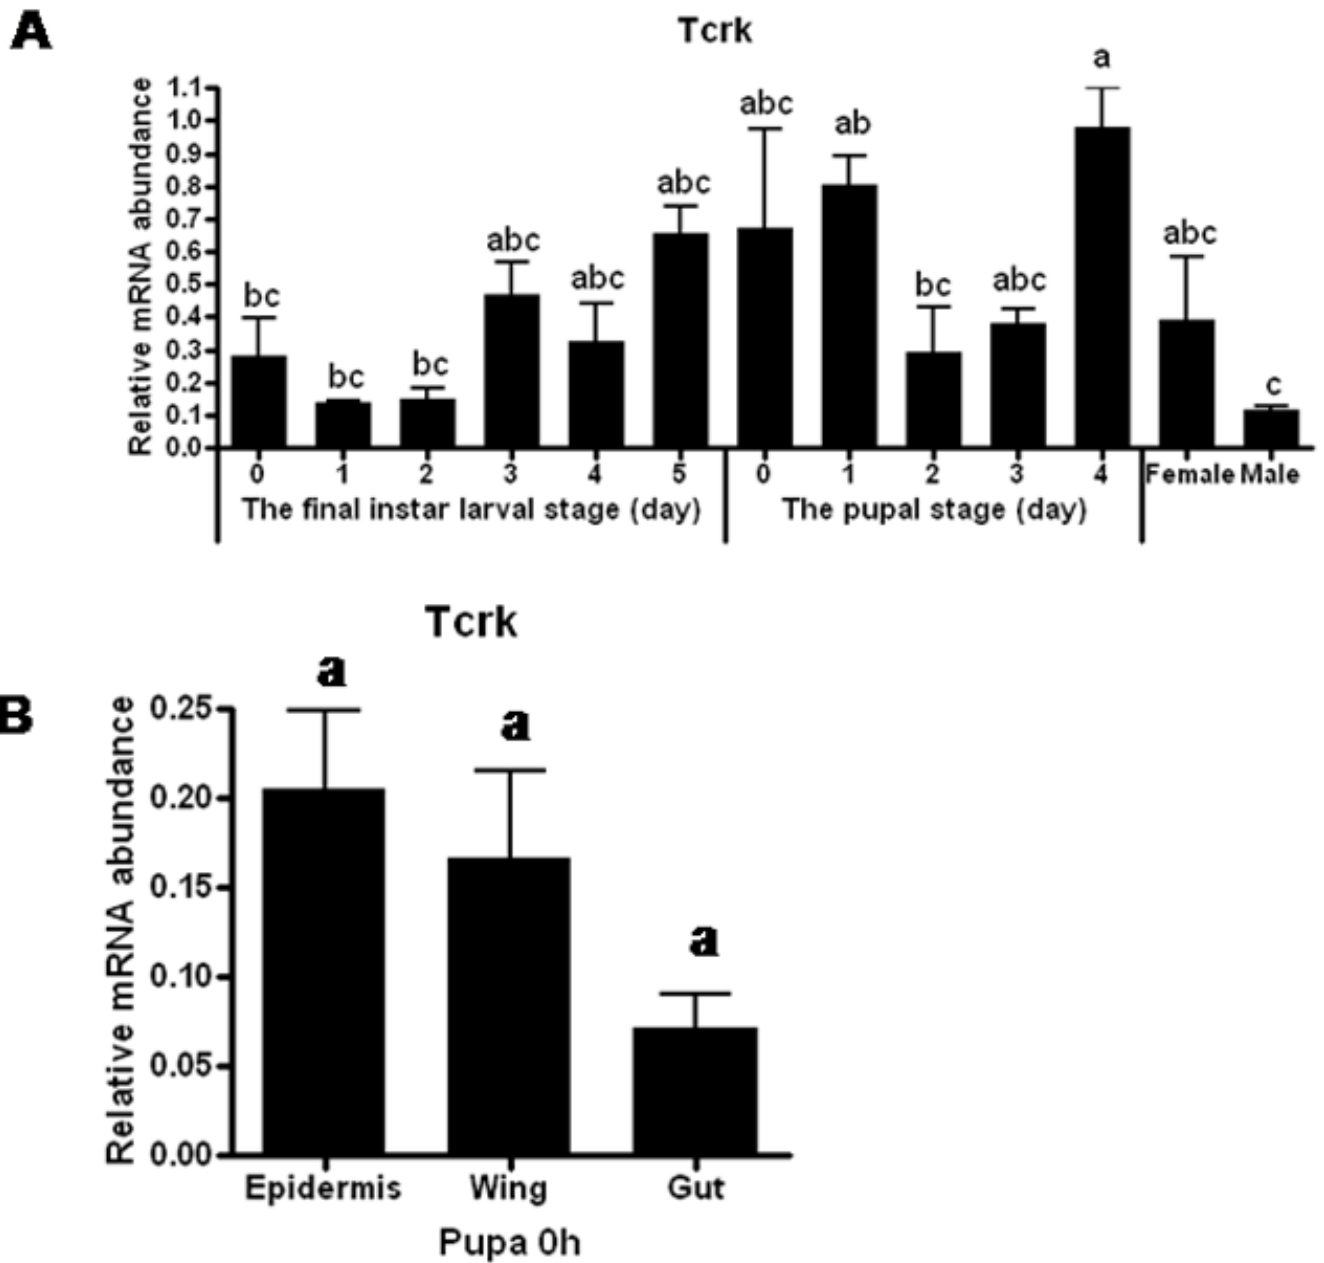 A
Tcrk
Relative mRNA abundance
1.1
1.0
0.9
0.8
0.7
0.6
0.5
0.4
0.3
0.2
0.1
0.0
bc
bc
bc
abc
abc
abc
abc
ab
bc
abc
a
abc
c
0 1 2 3 4 5 0 1 2 3 4 Female Male
The final instar larval stage (day) The pupal stage (day)
B
Tcrk
Relative mRNA abundance
0.25
0.20
0.15
0.10
0.05
0.00
a
a
a
Epidermis Wing Gut
Pupa 0h